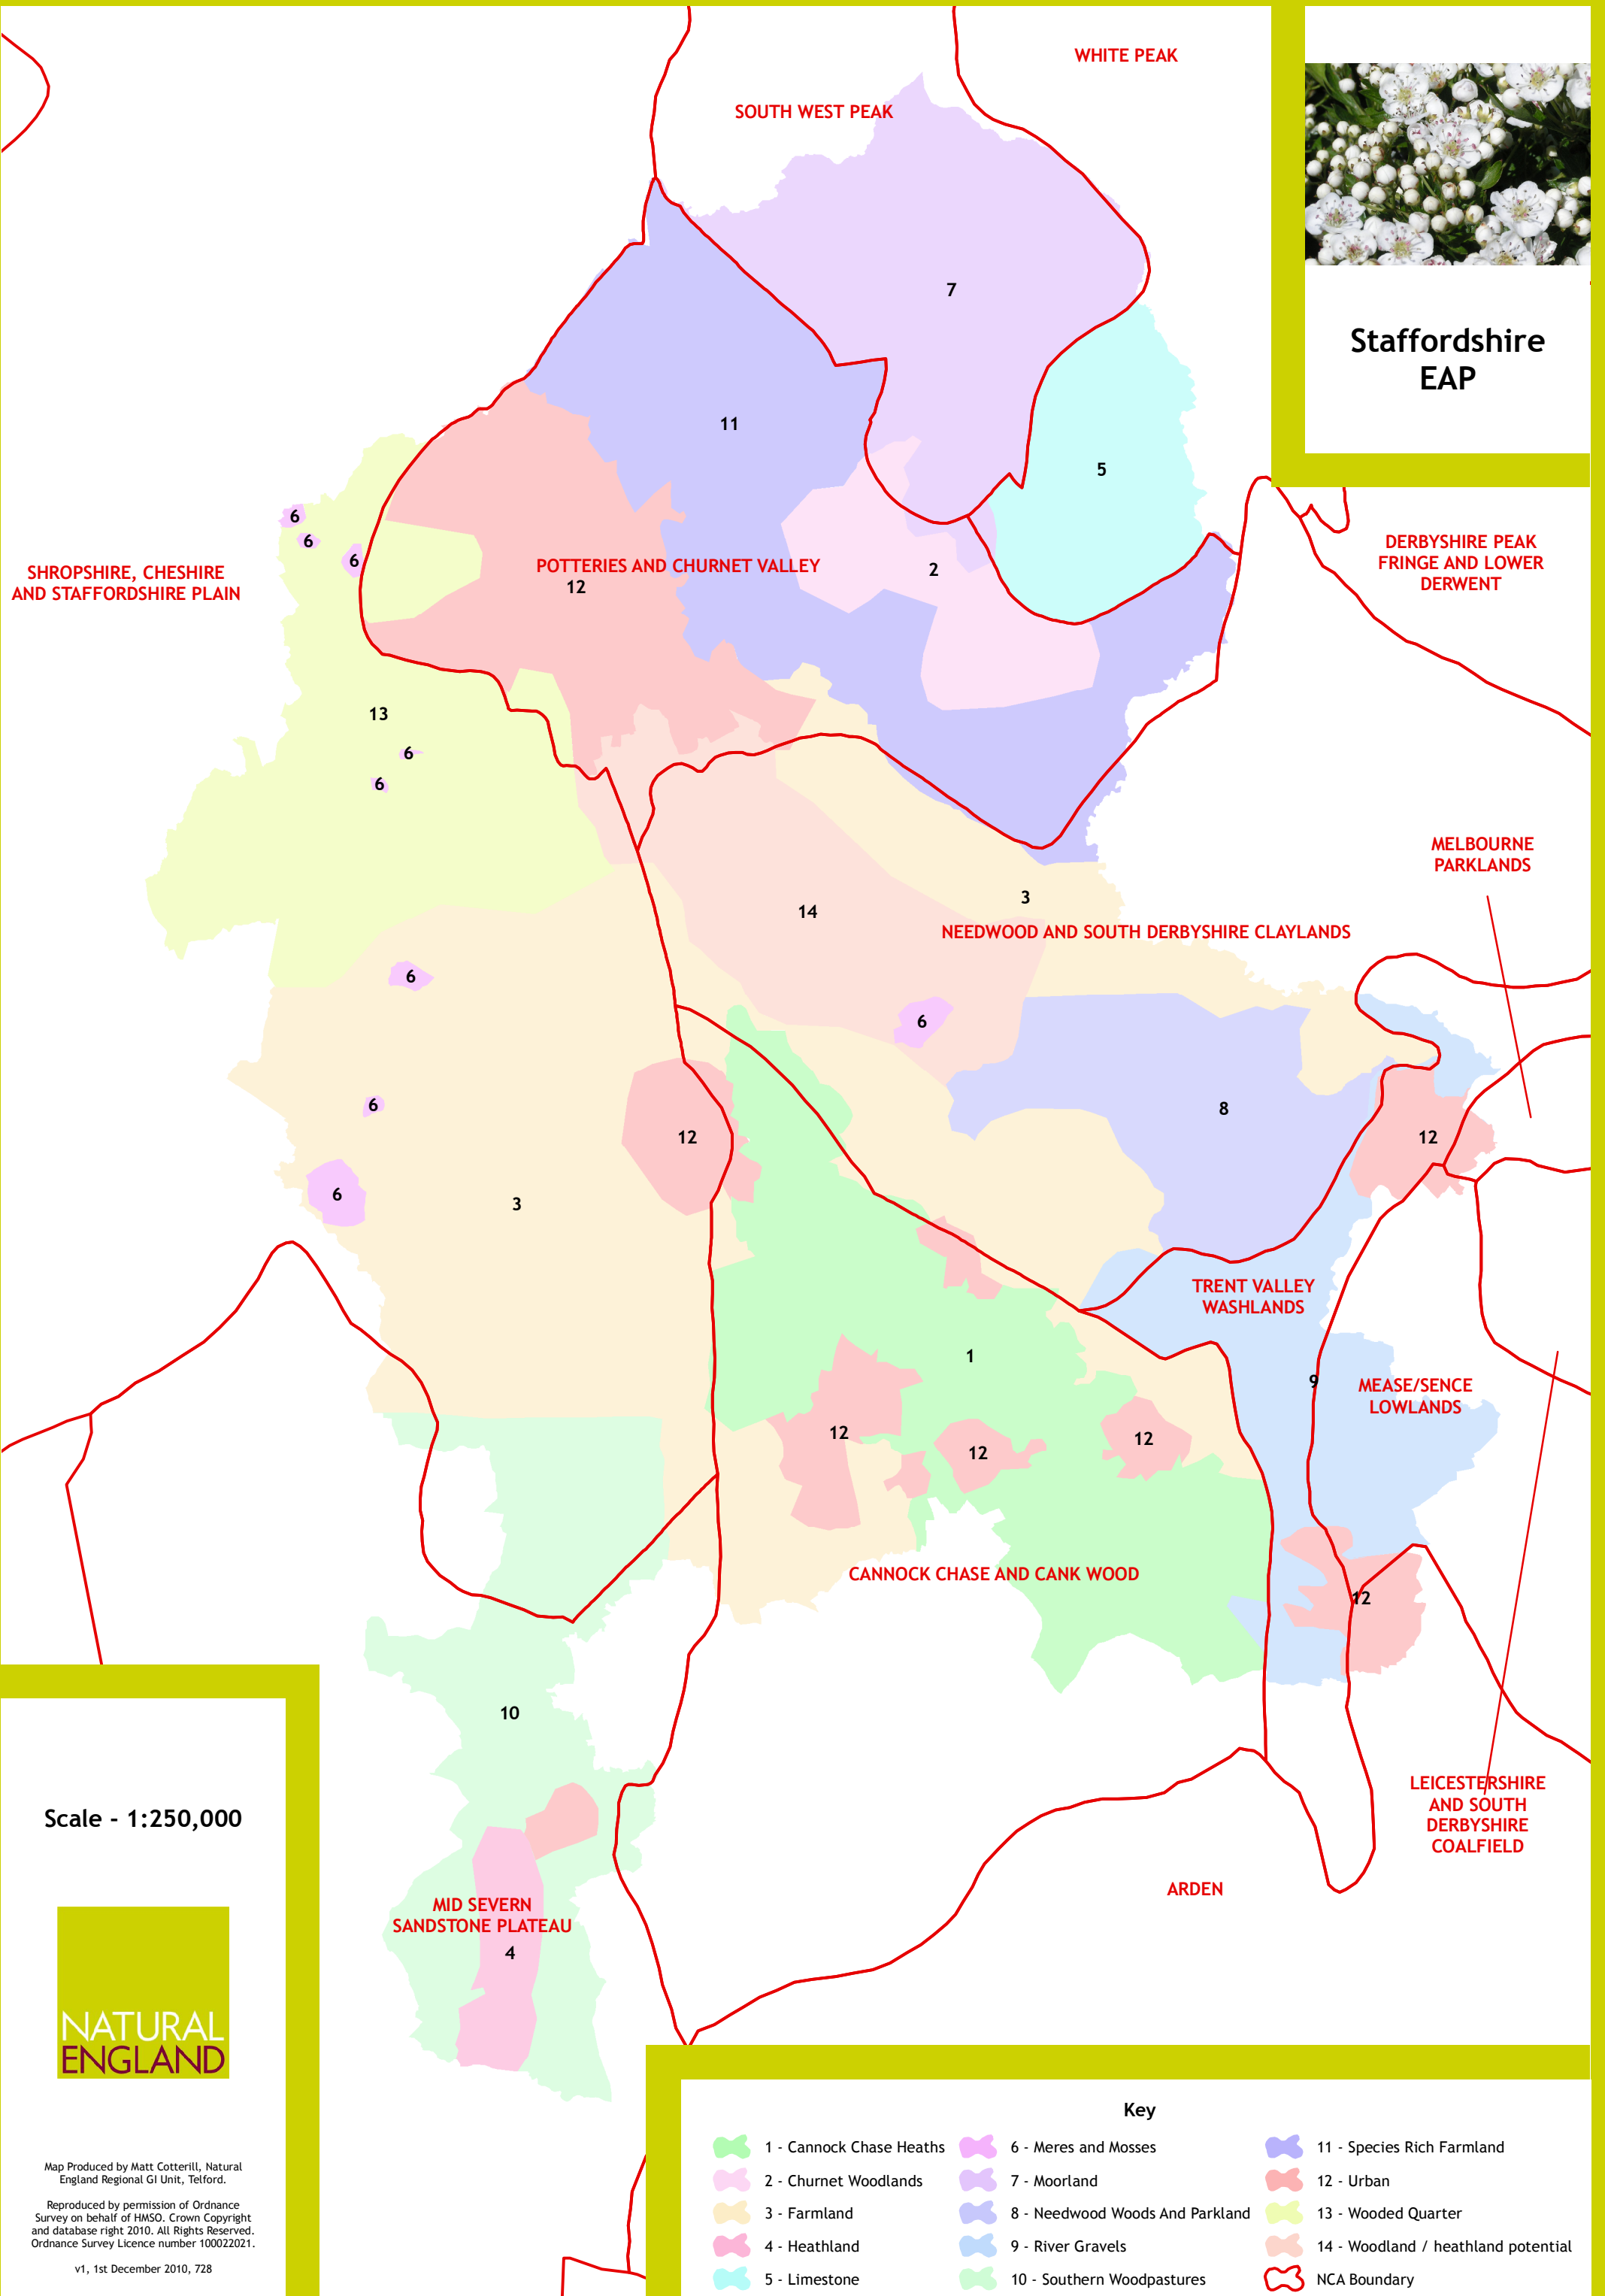 WHITE PEAK
SOUTH WEST PEAK
Staffordshire
EAP
7
11
5
6
6
6
SHROPSHIRE, CHESHIRE
AND STAFFORDSHIRE PLAIN
POTTERIES AND CHURNET VALLEY
12
2
DERBYSHIRE PEAK
FRINGE AND LOWER
DERWENT
13
6
6
MELBOURNE
PARKLANDS
3
14
NEEDWOOD AND SOUTH DERBYSHIRE CLAYLANDS
6
6
6
8
12
12
6
3
TRENT VALLEY
WASHLANDS
1
9
MEASE/SENCE
LOWLANDS
12
12
12
CANNOCK CHASE AND CANK WOOD
12
10
LEICESTERSHIRE
AND SOUTH
DERBYSHIRE
COALFIELD
ARDEN
MID SEVERN
SANDSTONE PLATEAU
4
Scale - 1:250,000
NATURAL
ENGLAND
Map Produced by Matt Cotterill, Natural
England Regional GI Unit, Telford.
Reproduced by permission of Ordnance
Survey on behalf of HMSO. Crown Copyright
and database right 2010. All Rights Reserved.
Ordnance Survey Licence number 100022021.
v1, 1st December 2010, 728
Key
1 - Cannock Chase Heaths
2 - Churnet Woodlands
3 - Farmland
4 - Heathland
5 - Limestone
6 - Meres and Mosses
7 - Moorland
8 - Needwood Woods And Parkland
9 - River Gravels
10 - Southern Woodpastures
11 - Species Rich Farmland
12 - Urban
13 - Wooded Quarter
14 - Woodland / heathland potential
NCA Boundary